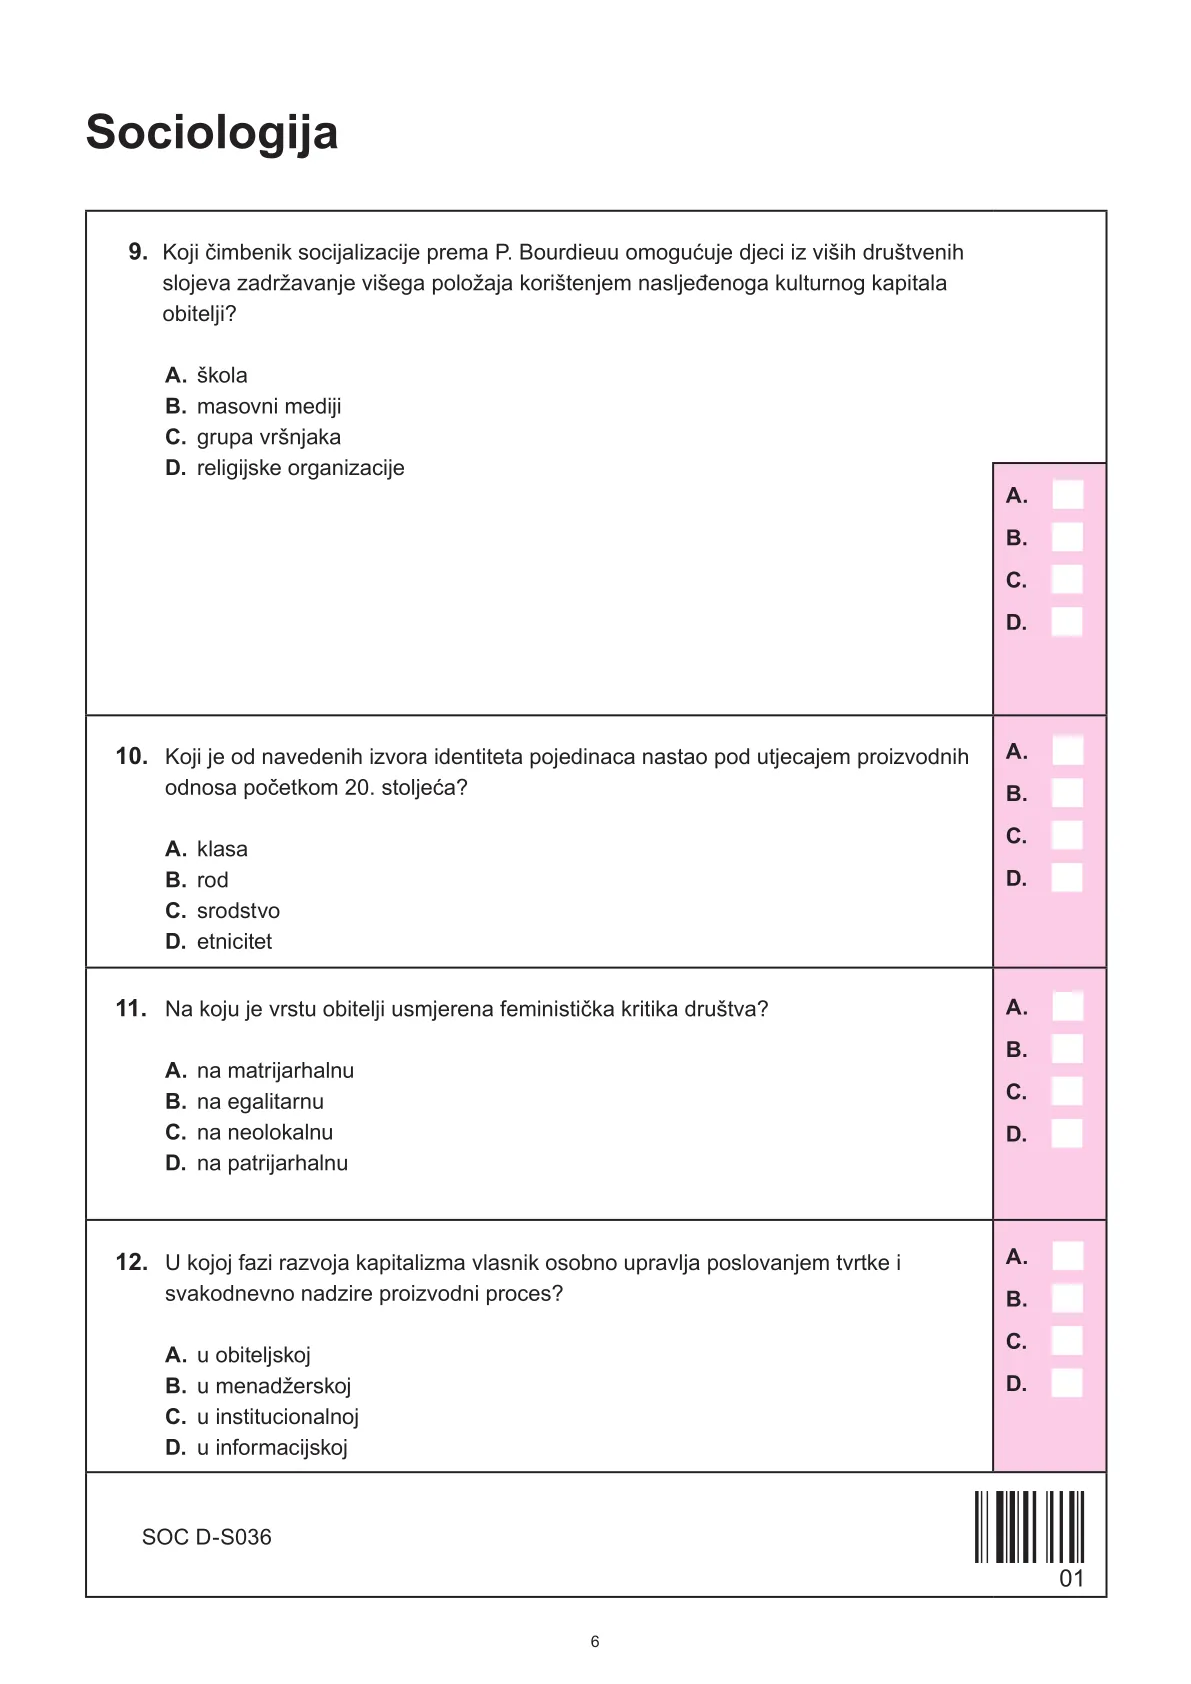 Sociologija
9. Koji čimbenik socijalizacije prema P. Bourdieuu omogućuje djeci iz viših društvenih
slojeva zadržavanje višega položaja korištenjem nasljeđenoga kulturnog kapitala
obitelji?
A. škola
B. masovni mediji
C. grupa vršnjaka
D. religijske organizacije
A.
B.
C.
D.
10. Koji je od navedenih izvora identiteta pojedinaca nastao pod utjecajem proizvodnih
odnosa početkom 20. stoljeća?
A. klasa
B. rod
C. srodstvo
D. etnicitet
A.
B.
C.
D.
11. Na koju je vrstu obitelji usmjerena feministička kritika društva?
A. na matrijarhalnu
B. na egalitarnu
C. na neolokalnu
D. na patrijarhalnu
A.
B.
C.
D.
12. U kojoj fazi razvoja kapitalizma vlasnik osobno upravlja poslovanjem tvrtke i
svakodnevno nadzire proizvodni proces?
A. u obiteljskoj
B. u menadžerskoj
C. u institucionalnoj
D. u informacijskoj
A.
B.
C.
D.
SOC D-S036
01
6